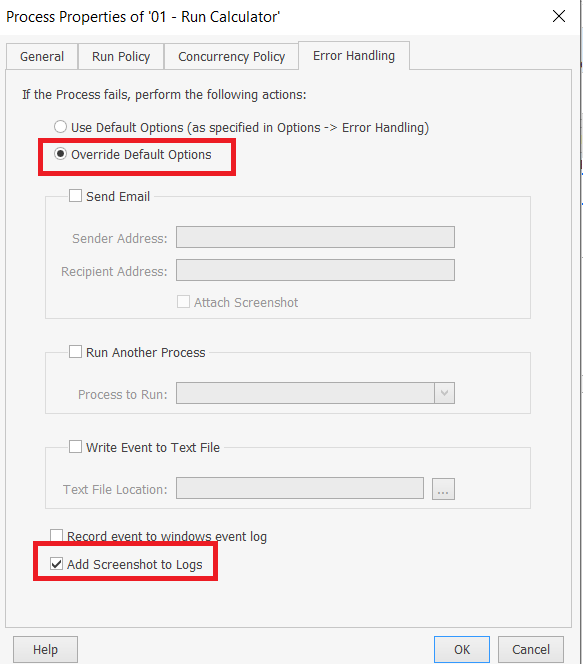 Process Properties of '01 - Run Calculator'
General Run Policy Concurrency Policy Error Handling
If the Process fails, perform the following actions:
Use Default Options (as specified in Options -> Error Handling)
Override Default Options
Send Email
Sender Address:
Recipient Address:
Attach Screenshot
Run Another Process
Process to Run:
Write Event to Text File
Text File Location: ...
Record event to windows event log
Add Screenshot to Logs
Help OK Cancel